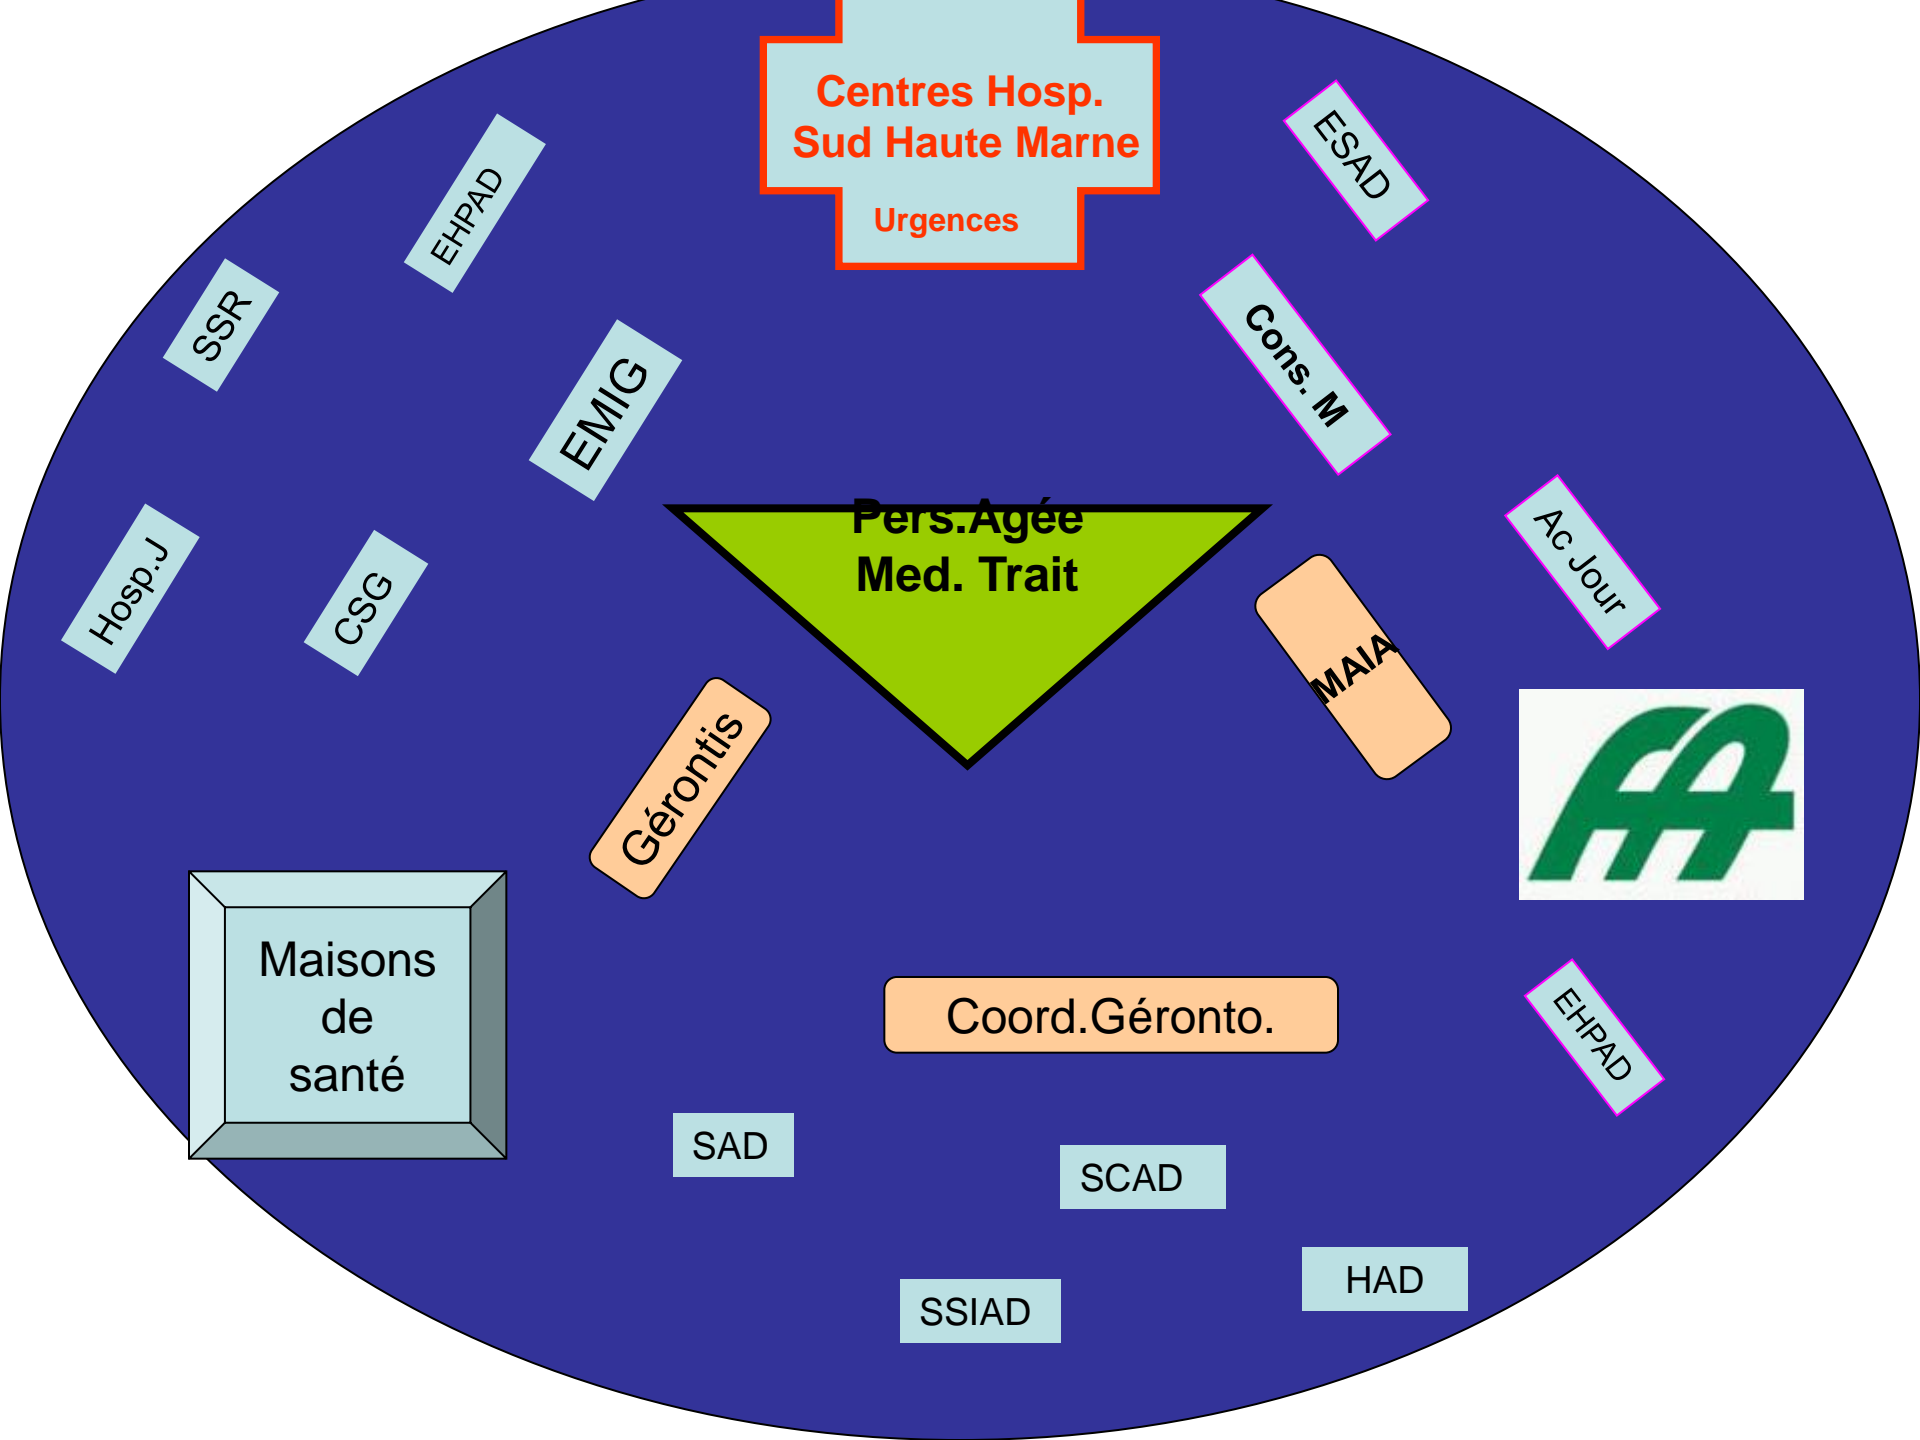 Centres Hosp.
Sud Haute Marne
Urgences
ESAD
EHPAD
SSR
EMIG
Cons. M
Pers.Agée
Med. Trait
Hosp.J
CSG
Ac Jour
MAIA
Gérontis
Maisons
de
santé
Coord.Géronto.
EHPAD
SAD
SCAD
HAD
SSIAD